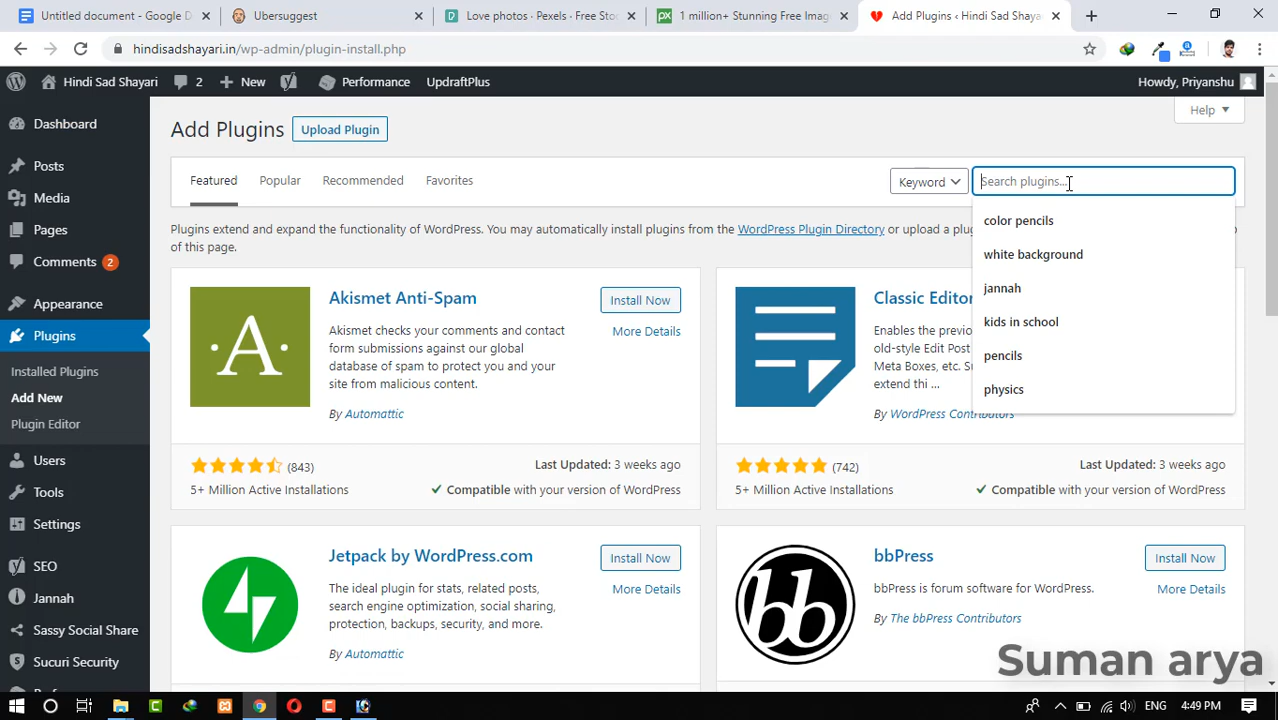 Untitled document - Google D
Ubersuggest
Love photos · Pexels · Free Stoc
1 million+ Stunning Free Imag
Add Plugins ‹ Hindi Sad Shayar
hindisadshayari.in/wp-admin/plugin-install.php
Hindi Sad Shayari
2
New
Performance
UpdraftPlus
Howdy, Priyanshu
Dashboard
Posts
Media
Pages
Comments 2
Appearance
Plugins
Installed Plugins
Add New
Plugin Editor
Users
Tools
Settings
SEO
Jannah
Sassy Social Share
Sucuri Security
Help
Add Plugins
Upload Plugin
Featured
Popular
Recommended
Favorites
Keyword
Search plugins...
color pencils
white background
jannah
kids in school
pencils
physics
Plugins extend and expand the functionality of WordPress. You may automatically install plugins from the WordPress Plugin Directory or upload a plug
of this page.
A
Akismet Anti-Spam
Install Now
More Details
Akismet checks your comments and contact
form submissions against our global
database of spam to protect you and your
site from malicious content.
By Automattic
(843)
Last Updated: 3 weeks ago
5+ Million Active Installations
Compatible with your version of WordPress
Classic Editor
Enables the previo
old-style Edit Post
Meta Boxes, etc. Su
extend thi ...
By WordPress Contributors
(742)
Last Updated: 3 weeks ago
5+ Million Active Installations
Compatible with your version of WordPress
Jetpack by WordPress.com
Install Now
More Details
The ideal plugin for stats, related posts,
search engine optimization, social sharing,
protection, backups, security, and more.
By Automattic
bb
bbPress
Install Now
More Details
bbPress is forum software for WordPress.
By The bbPress Contributors
Suman arya
ENG
4:49 PM